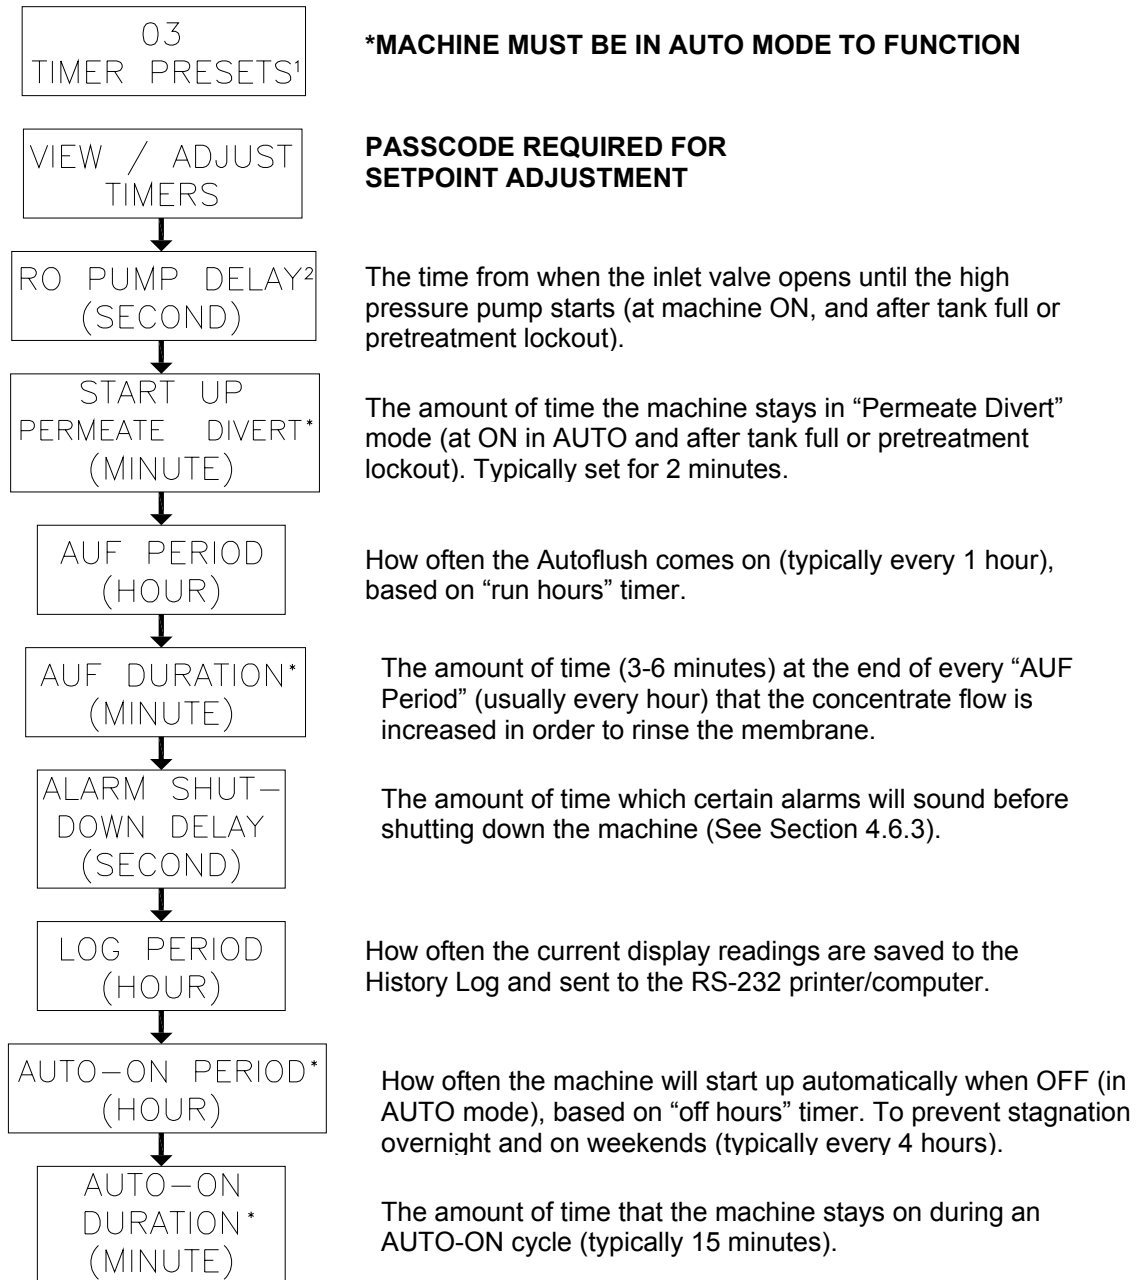 03
TIMER PRESETS¹
*MACHINE MUST BE IN AUTO MODE TO FUNCTION
VIEW / ADJUST
TIMERS
PASSCODE REQUIRED FOR
SETPOINT ADJUSTMENT
RO PUMP DELAY²
(SECOND)
The time from when the inlet valve opens until the high
pressure pump starts (at machine ON, and after tank full or
pretreatment lockout).
START UP
PERMEATE DIVERT*
(MINUTE)
The amount of time the machine stays in “Permeate Divert”
mode (at ON in AUTO and after tank full or pretreatment
lockout). Typically set for 2 minutes.
AUF PERIOD
(HOUR)
How often the Autoflush comes on (typically every 1 hour),
based on “run hours” timer.
AUF DURATION*
(MINUTE)
The amount of time (3-6 minutes) at the end of every “AUF
Period” (usually every hour) that the concentrate flow is
increased in order to rinse the membrane.
ALARM SHUT-
DOWN DELAY
(SECOND)
The amount of time which certain alarms will sound before
shutting down the machine (See Section 4.6.3).
LOG PERIOD
(HOUR)
How often the current display readings are saved to the
History Log and sent to the RS-232 printer/computer.
AUTO-ON PERIOD*
(HOUR)
How often the machine will start up automatically when OFF (in
AUTO mode), based on “off hours” timer. To prevent stagnation
overnight and on weekends (typically every 4 hours).
AUTO-ON
DURATION*
(MINUTE)
The amount of time that the machine stays on during an
AUTO-ON cycle (typically 15 minutes).